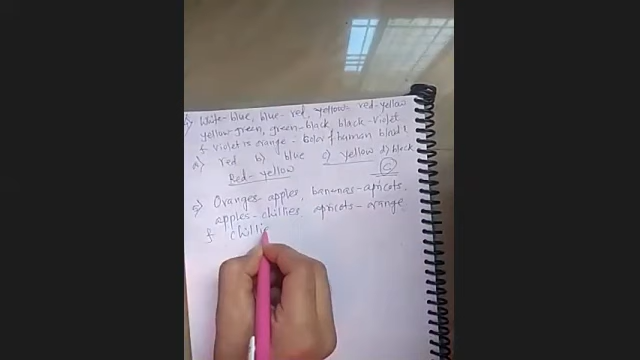 White-blue, blue-red, yellow- red-yellow
yellow-green, green-black, black-violet
& violet is orange - color of human blood?
a) red b) blue c) yellow d) black
Red-yellow c
Oranges-apples, bananas-apricots,
apples-chillies, apricots-orange
& chillie